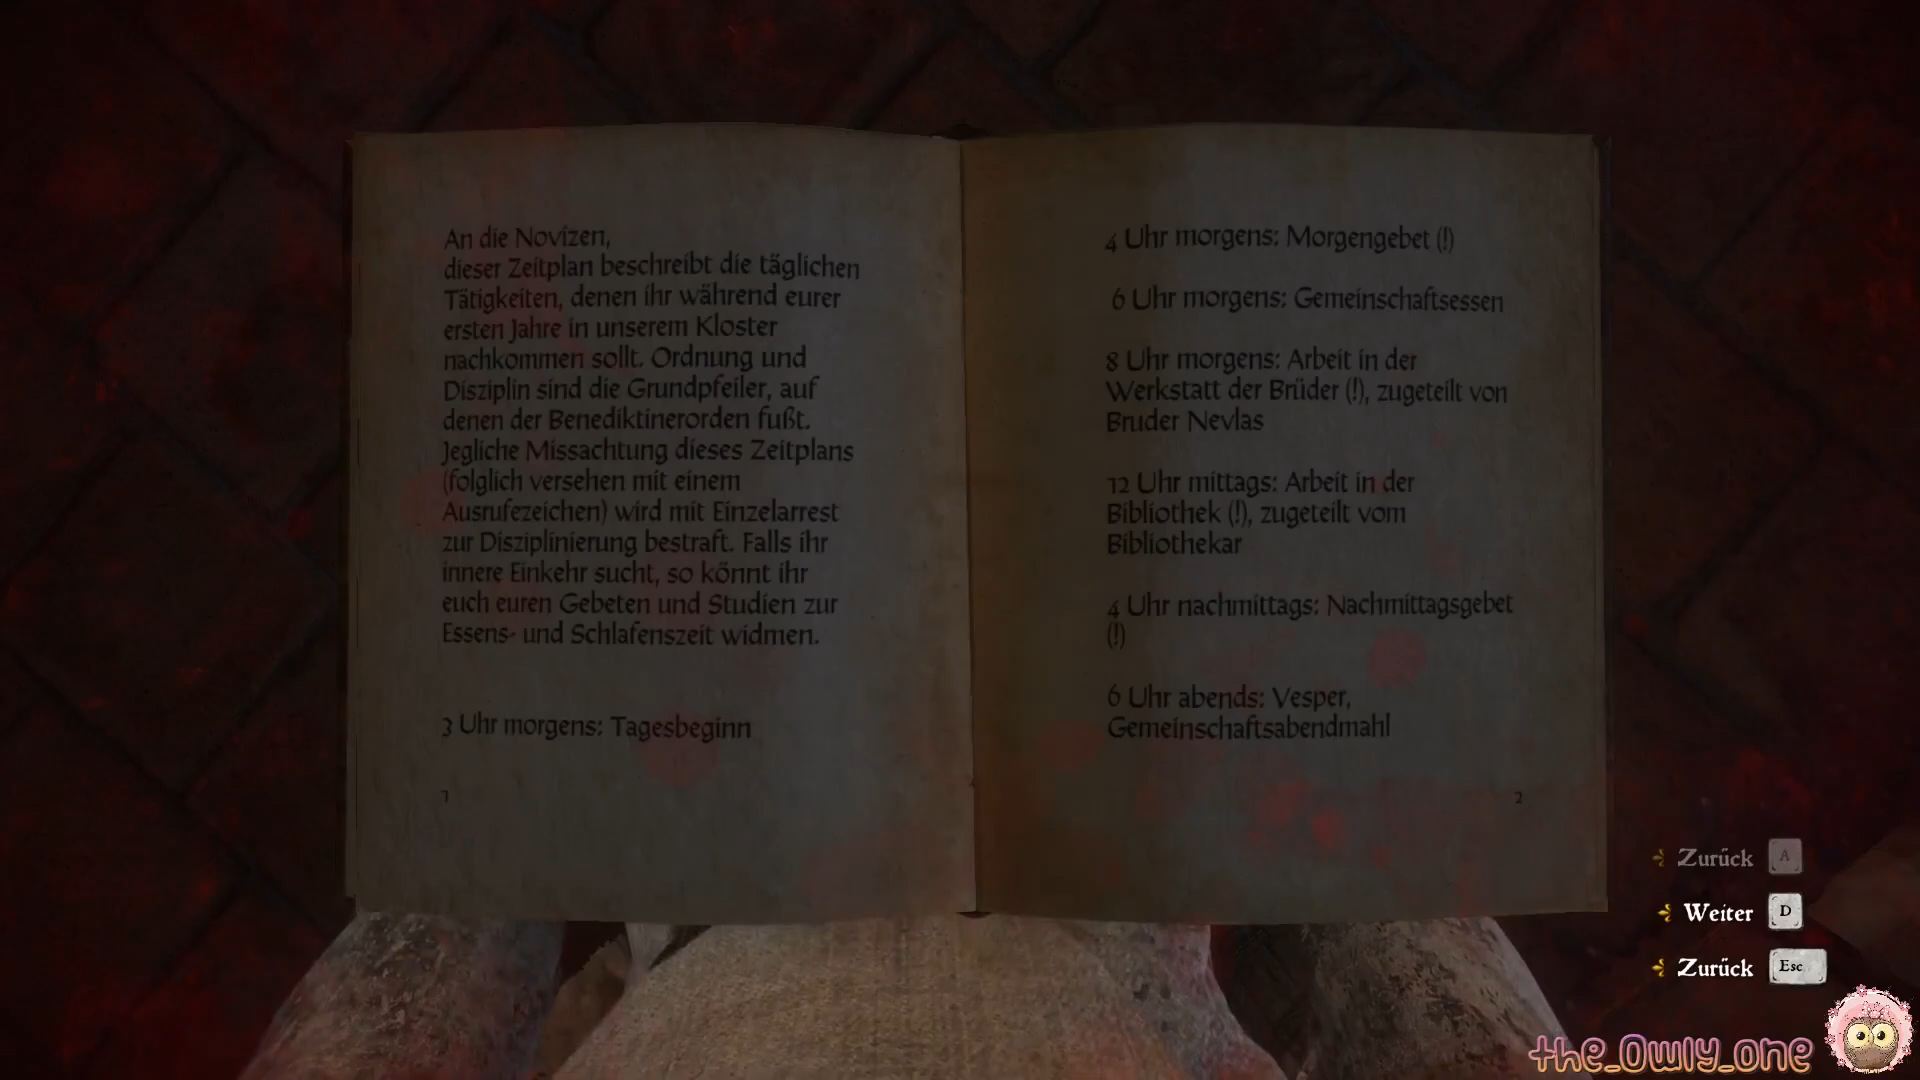 An die Novizen,
dieser Zeitplan beschreibt die täglichen
Tätigkeiten, denen ihr während eurer
ersten Jahre in unserem Kloster
nachkommen sollt. Ordnung und
Disziplin sind die Grundpfeiler, auf
denen der Benediktinerorden fußt.
Jegliche Missachtung dieses Zeitplans
(folglich versehen mit einem
Ausrufezeichen) wird mit Einzelarrest
zur Disziplinierung bestraft. Falls ihr
innere Einkehr sucht, so könnt ihr
euch euren Gebeten und Studien zur
Essens- und Schlafenszeit widmen.
3 Uhr morgens: Tagesbeginn
1
4 Uhr morgens: Morgengebet (!)
6 Uhr morgens: Gemeinschaftsessen
8 Uhr morgens: Arbeit in der
Werkstatt der Brüder (!), zugeteilt von
Bruder Nevlas
12 Uhr mittags: Arbeit in der
Bibliothek (!), zugeteilt vom
Bibliothekar
4 Uhr nachmittags: Nachmittagsgebet
(!)
6 Uhr abends: Vesper,
Gemeinschaftsabendmahl
2
Zurück A
Weiter D
Zurück Esc
the_Owly_one